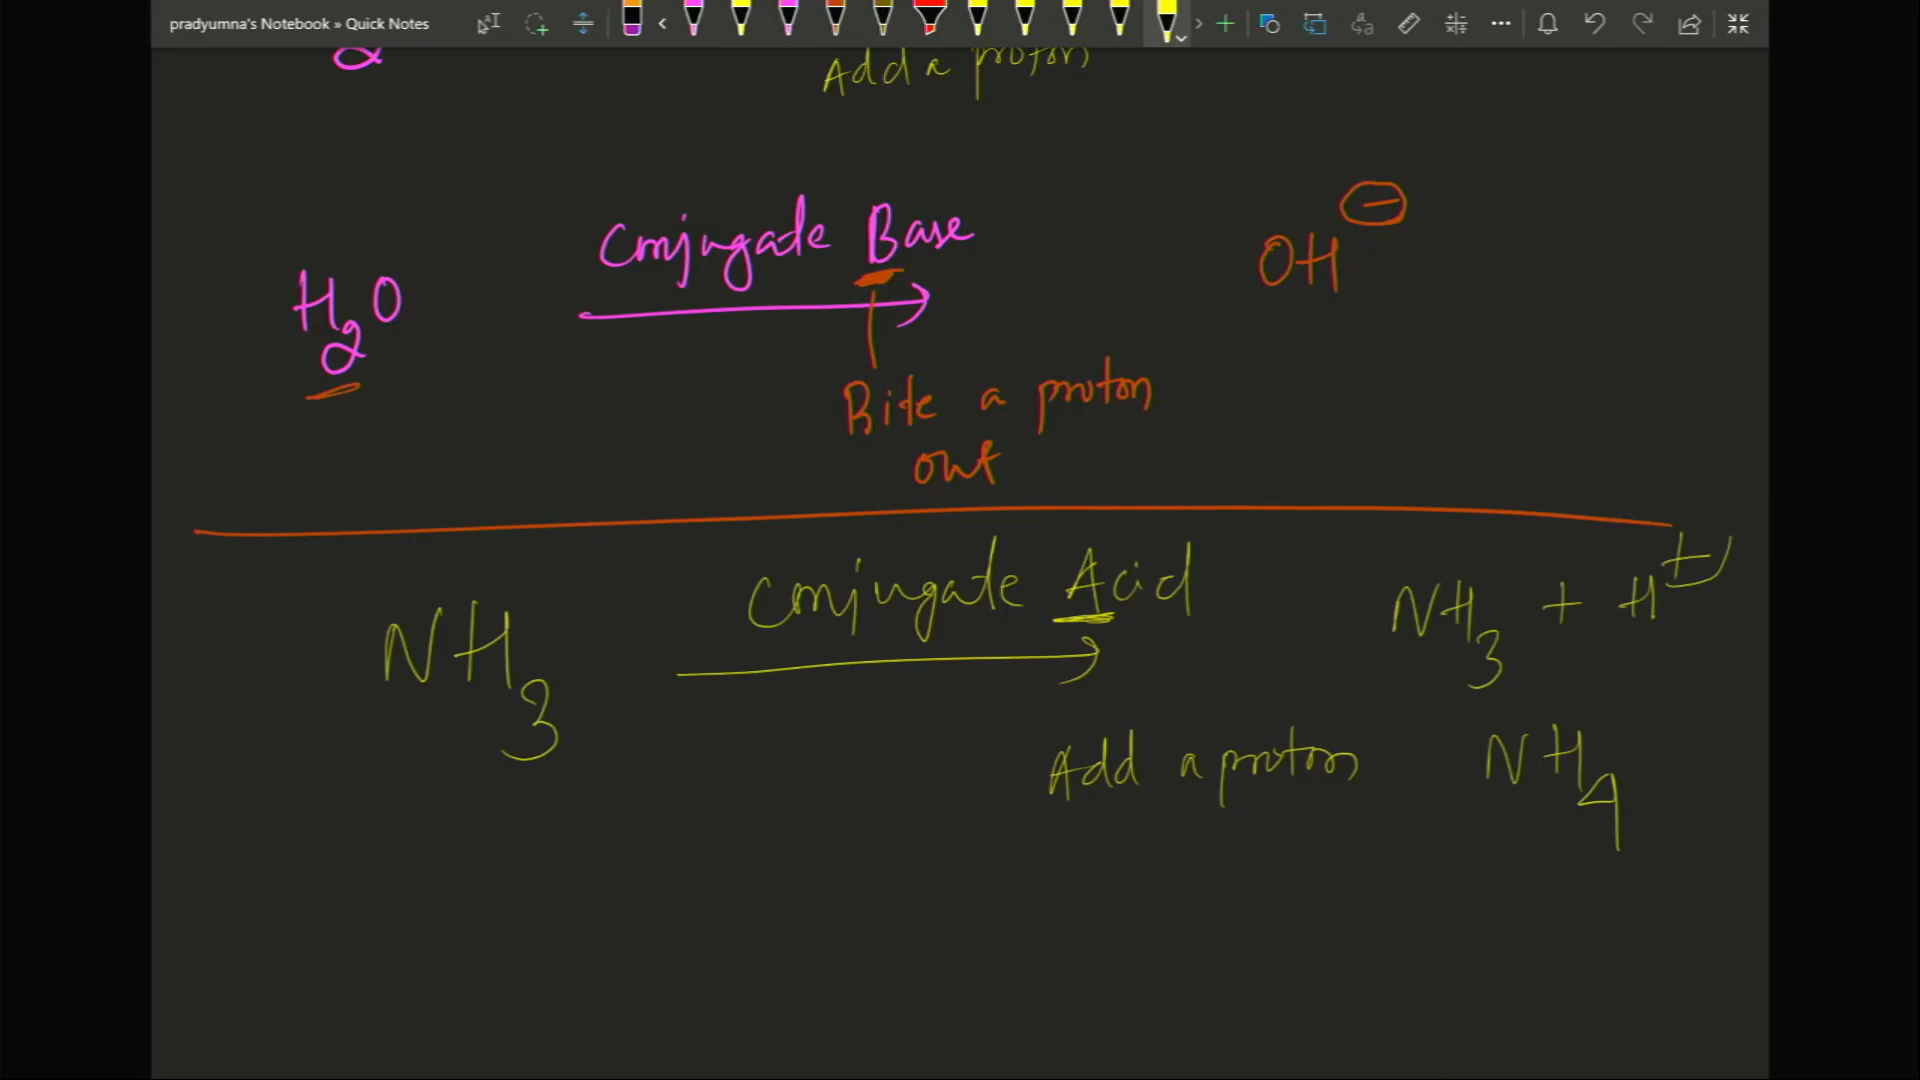 pradyumna's Notebook » Quick Notes
Add a proton
Conjugate Base
OH⊖
H₂O
Bite a proton
out
Conjugate Acid
NH₃ + H⁺
NH₃
Add a proton
NH₄